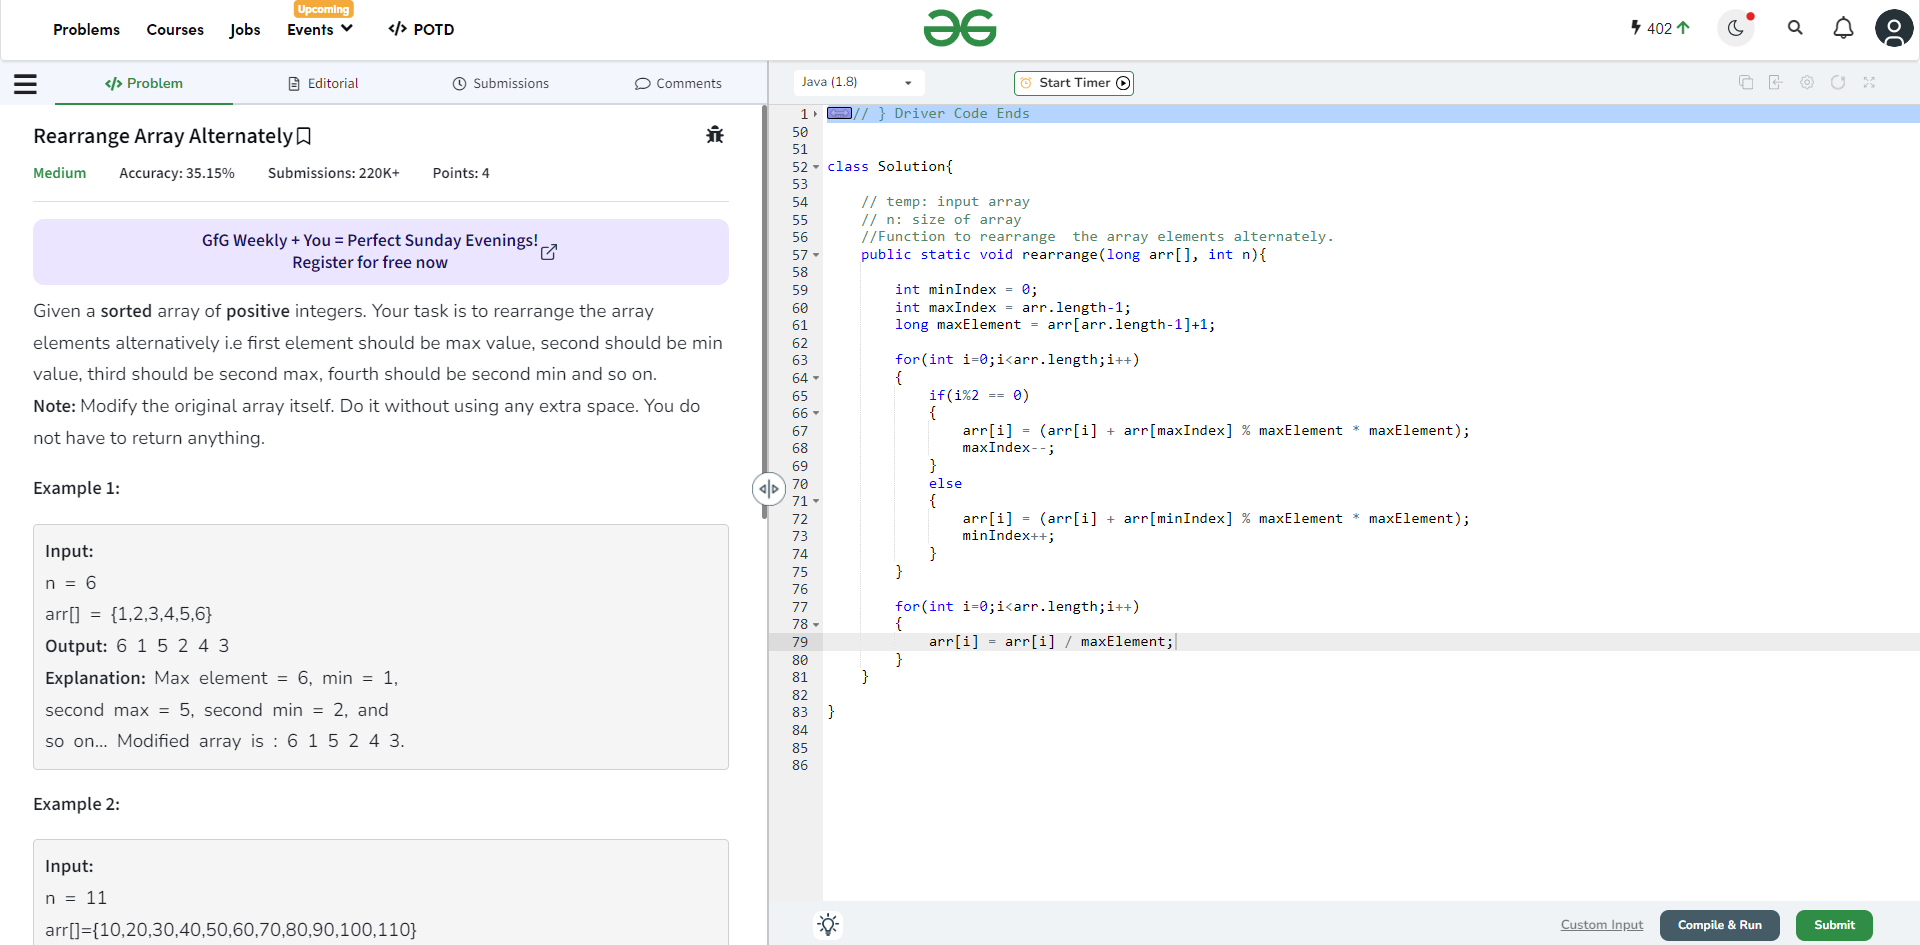 Problems Courses Jobs Upcoming Events </> POTD
402
</> Problem Editorial Submissions Comments
Rearrange Array Alternately
Medium Accuracy: 35.15% Submissions: 220K+ Points: 4
GfG Weekly + You = Perfect Sunday Evenings!
Register for free now
Given a sorted array of positive integers. Your task is to rearrange the array
elements alternatively i.e first element should be max value, second should be min
value, third should be second max, fourth should be second min and so on.
Note: Modify the original array itself. Do it without using any extra space. You do
not have to return anything.
Example 1:
Input:
n = 6
arr[] = {1,2,3,4,5,6}
Output: 6 1 5 2 4 3
Explanation: Max element = 6, min = 1,
second max = 5, second min = 2, and
so on... Modified array is : 6 1 5 2 4 3.
Example 2:
Input:
n = 11
arr[]={10,20,30,40,50,60,70,80,90,100,110}
Java (1.8) Start Timer
1 // } Driver Code Ends
50
51
52 class Solution{
53
54     // temp: input array
55     // n: size of array
56     //Function to rearrange  the array elements alternately.
57     public static void rearrange(long arr[], int n){
58
59         int minIndex = 0;
60         int maxIndex = arr.length-1;
61         long maxElement = arr[arr.length-1]+1;
62
63         for(int i=0;i<arr.length;i++)
64         {
65             if(i%2 == 0)
66             {
67                 arr[i] = (arr[i] + arr[maxIndex] % maxElement * maxElement);
68                 maxIndex--;
69             }
70             else
71             {
72                 arr[i] = (arr[i] + arr[minIndex] % maxElement * maxElement);
73                 minIndex++;
74             }
75         }
76
77         for(int i=0;i<arr.length;i++)
78         {
79             arr[i] = arr[i] / maxElement;
80         }
81     }
82
83 }
84
85
86
Custom Input Compile & Run Submit